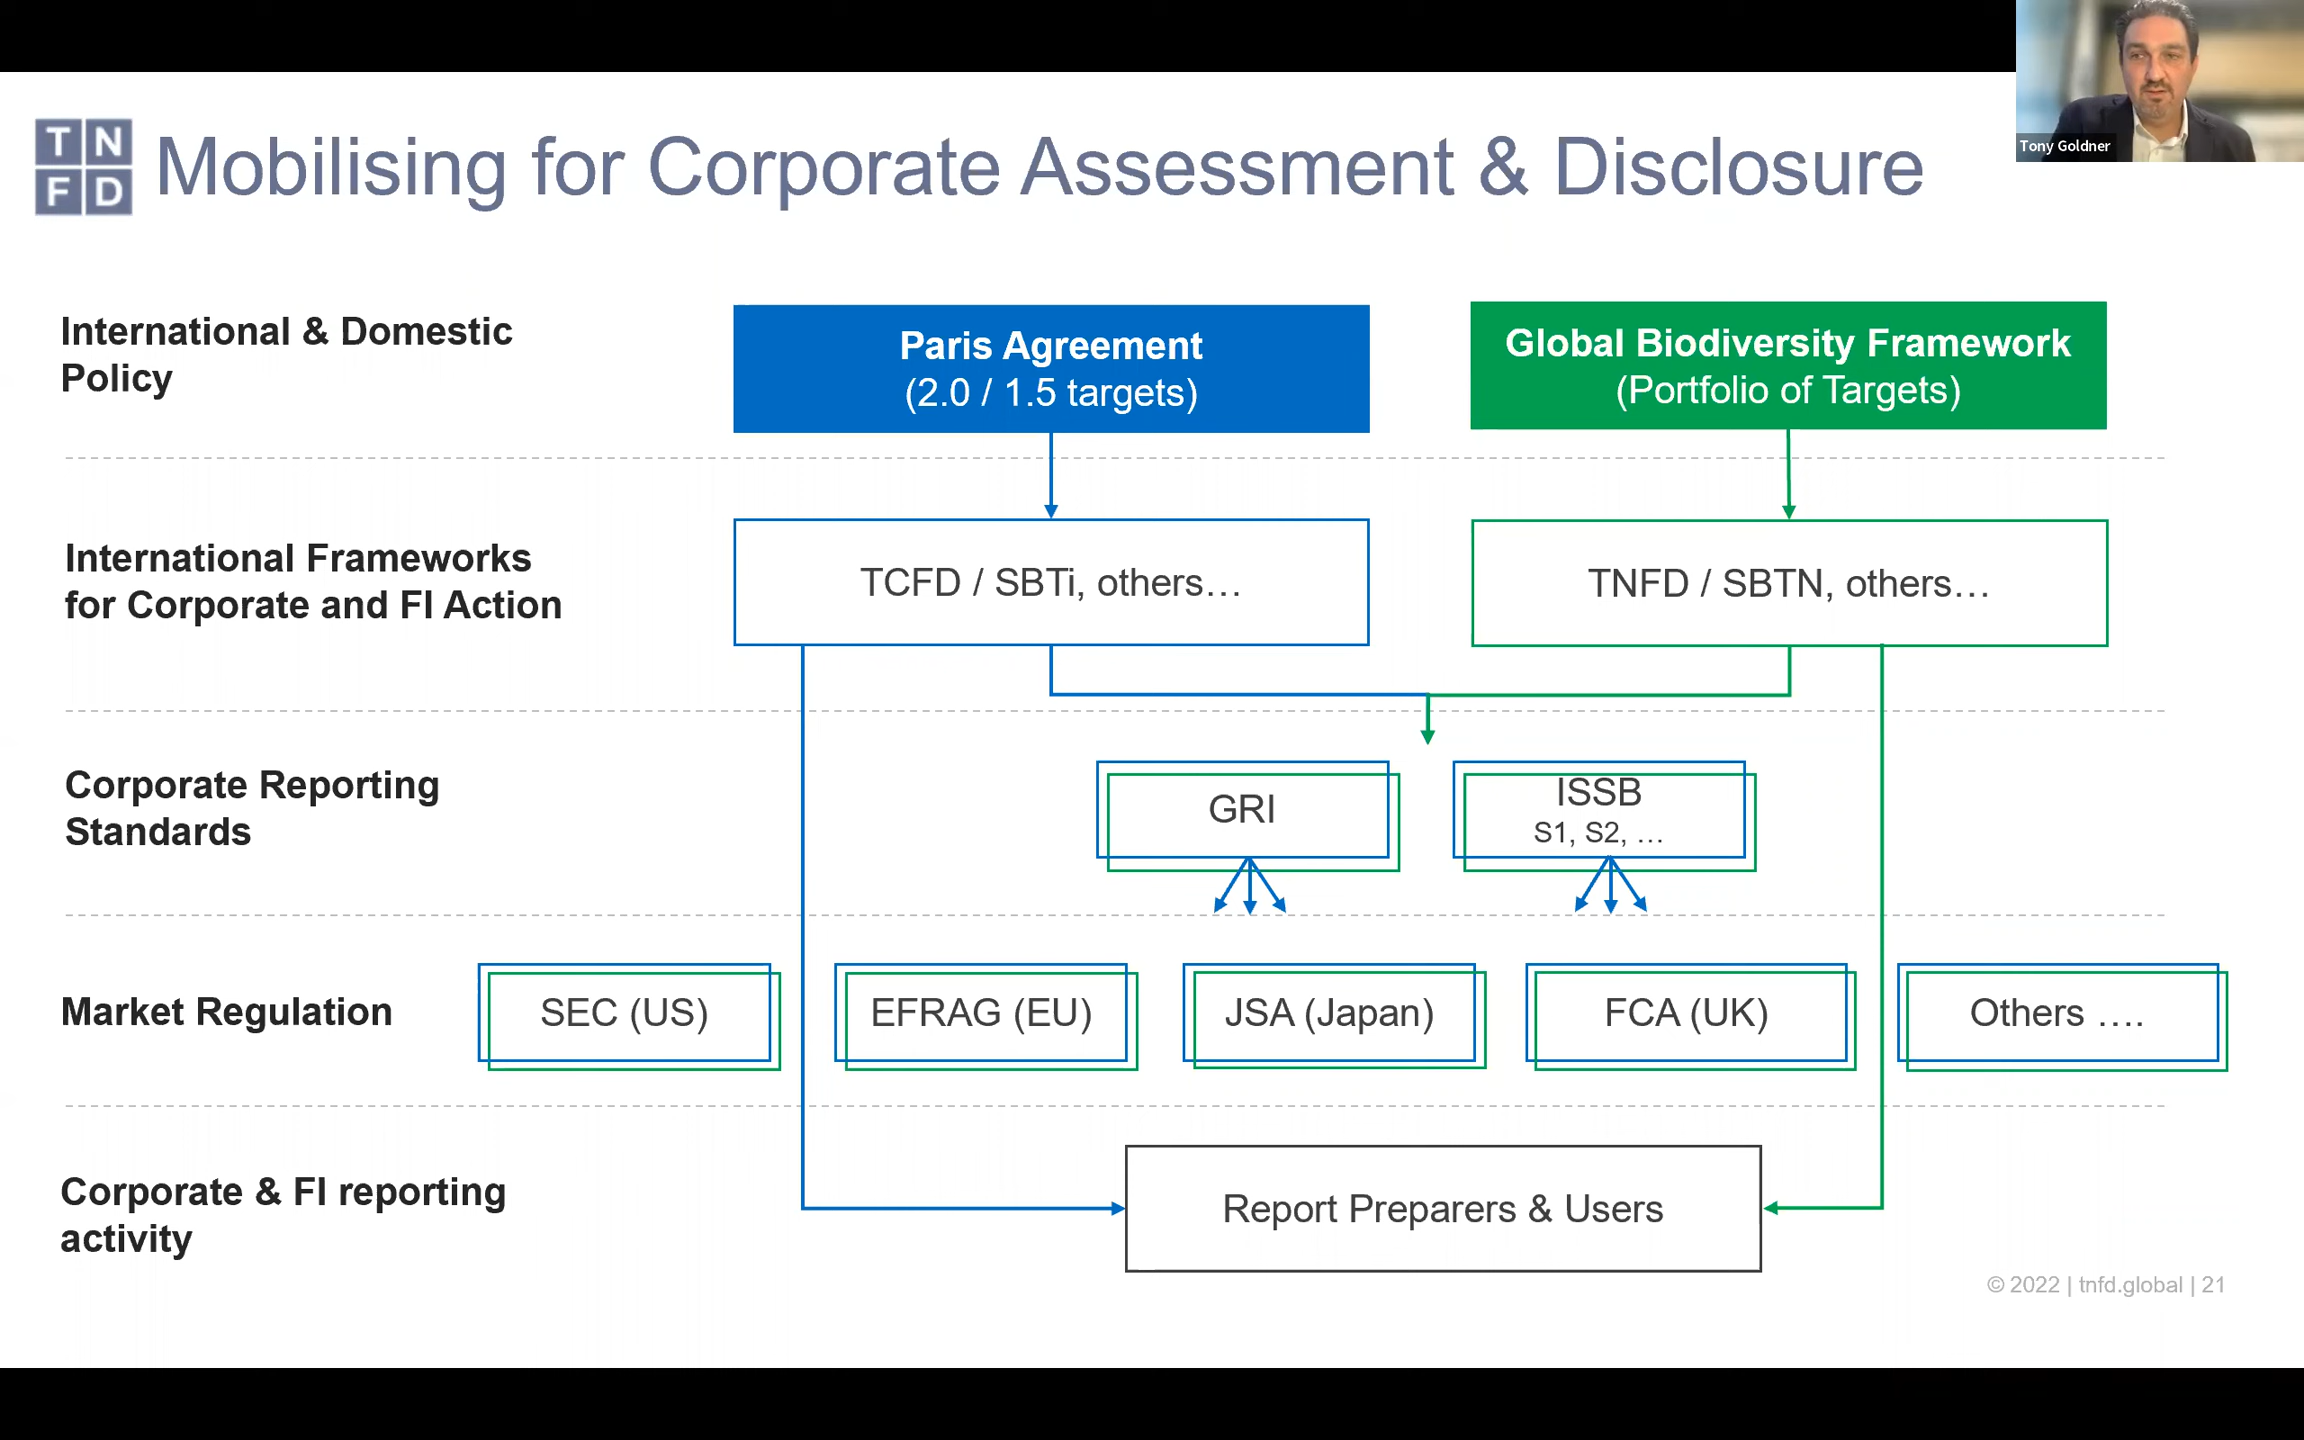 Tony Goldner
T N
F D
Mobilising for Corporate Assessment & Disclosure
International & Domestic
Policy
Paris Agreement
(2.0 / 1.5 targets)
Global Biodiversity Framework
(Portfolio of Targets)
International Frameworks
for Corporate and FI Action
TCFD / SBTi, others…
TNFD / SBTN, others…
Corporate Reporting
Standards
GRI
ISSB
S1, S2, …
Market Regulation
SEC (US)
EFRAG (EU)
JSA (Japan)
FCA (UK)
Others ….
Corporate & FI reporting
activity
Report Preparers & Users
© 2022 | tnfd.global | 21